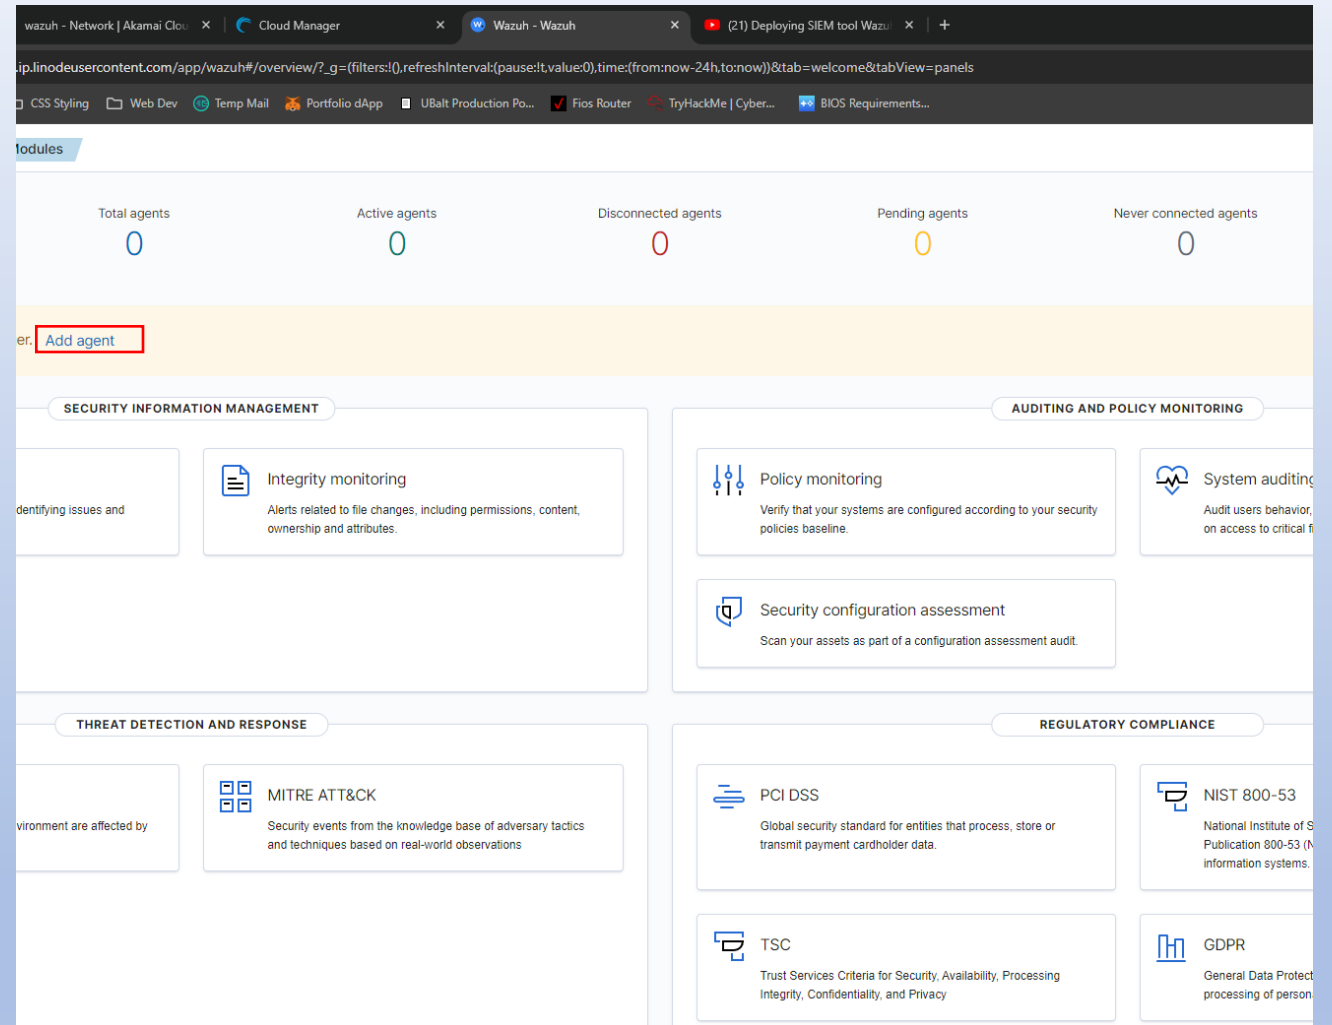 wazuh - Network | Akamai Clou
Cloud Manager
Wazuh - Wazuh
(21) Deploying SIEM tool Wazu
.ip.linodeusercontent.com/app/wazuh#/overview/?_g=(filters:!(),refreshInterval:(pause:!t,value:0),time:(from:now-24h,to:now))&tab=welcome&tabView=panels
CSS Styling
Web Dev
Temp Mail
Portfolio dApp
UBalt Production Po...
Fios Router
TryHackMe | Cyber...
BIOS Requirements...
Modules
Total agents
0
Active agents
0
Disconnected agents
0
Pending agents
0
Never connected agents
0
er. Add agent
SECURITY INFORMATION MANAGEMENT
dentifying issues and
Integrity monitoring
Alerts related to file changes, including permissions, content,
ownership and attributes.
AUDITING AND POLICY MONITORING
Policy monitoring
Verify that your systems are configured according to your security
policies baseline.
System auditing
Audit users behavior,
on access to critical fi
Security configuration assessment
Scan your assets as part of a configuration assessment audit.
THREAT DETECTION AND RESPONSE
vironment are affected by
MITRE ATT&CK
Security events from the knowledge base of adversary tactics
and techniques based on real-world observations
REGULATORY COMPLIANCE
PCI DSS
Global security standard for entities that process, store or
transmit payment cardholder data.
NIST 800-53
National Institute of S
Publication 800-53 (N
information systems.
TSC
Trust Services Criteria for Security, Availability, Processing
Integrity, Confidentiality, and Privacy
GDPR
General Data Protect
processing of person